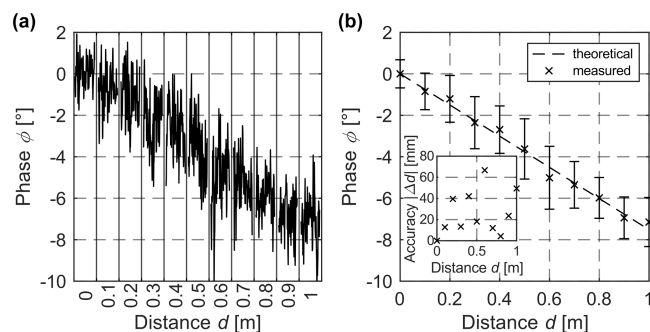 (a)
Phase ϕ [°]
2
0
-2
-4
-6
-8
-10
0
0.1
0.2
0.3
0.4
0.5
0.6
0.7
0.8
0.9
1
Distance d [m]
(b)
Phase ϕ [°]
2
0
-2
-4
-6
-8
-10
0 0.2 0.4 0.6 0.8 1
Distance d [m]
theoretical
measured
Accuracy |Δd| [mm]
80
60
40
20
0
0 0.5 1
Distance d [m]